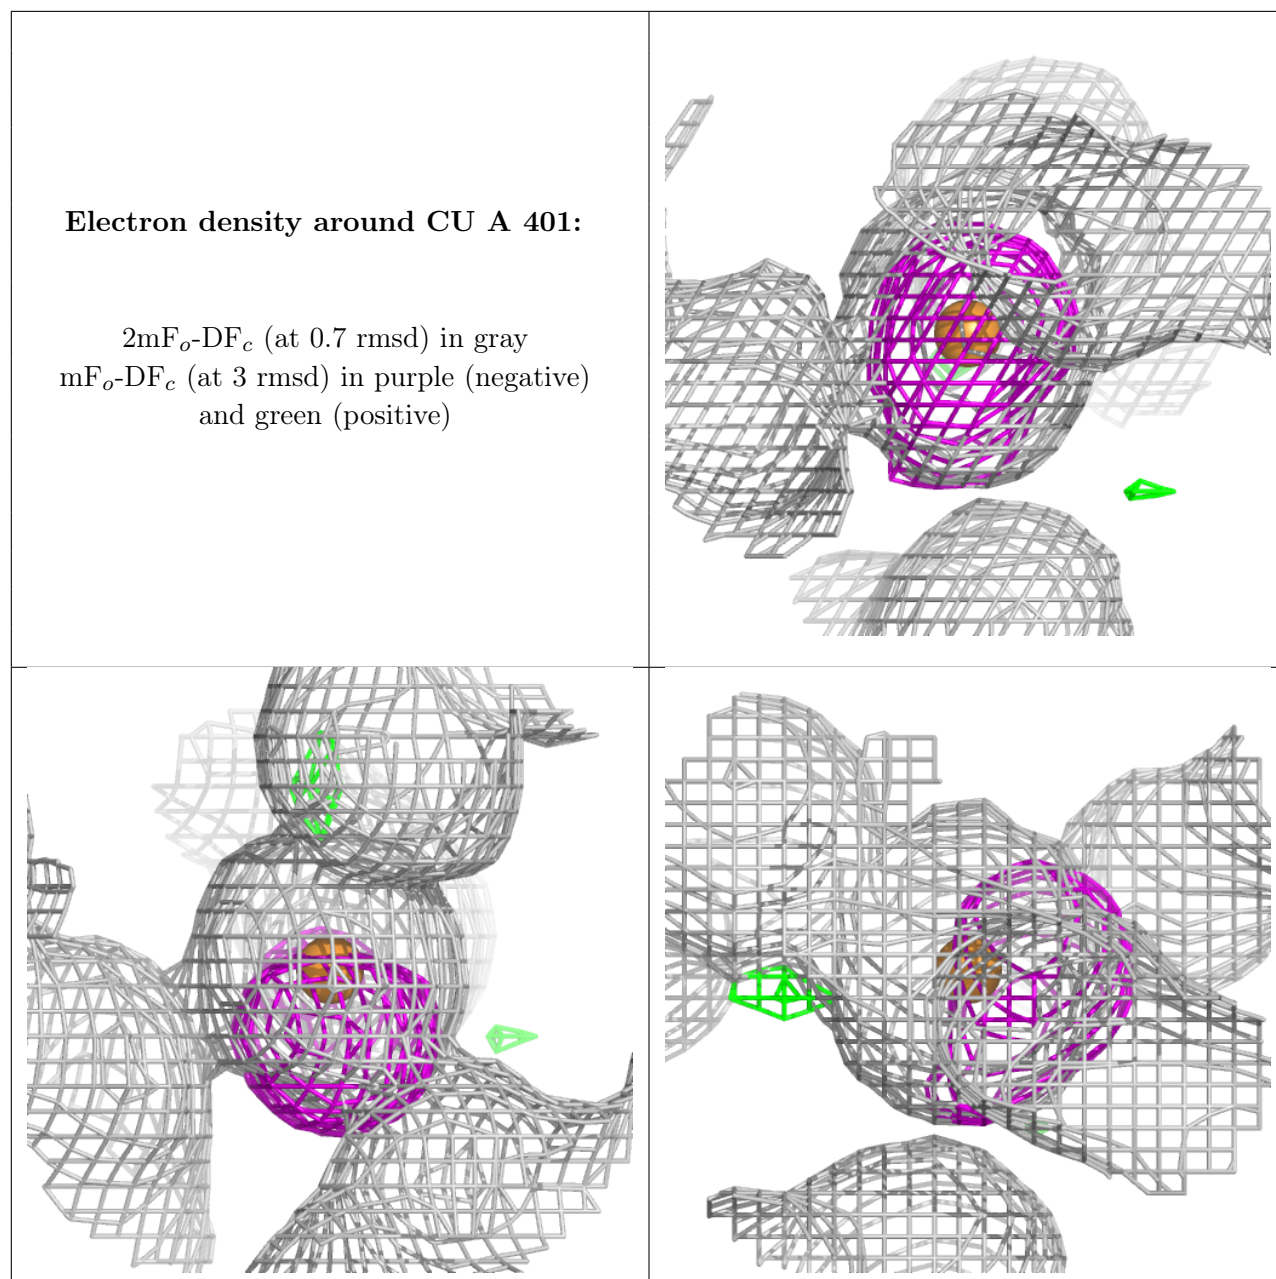 Electron density around CU A 401:
2mFo-DFc (at 0.7 rmsd) in gray
mFo-DFc (at 3 rmsd) in purple (negative)
and green (positive)